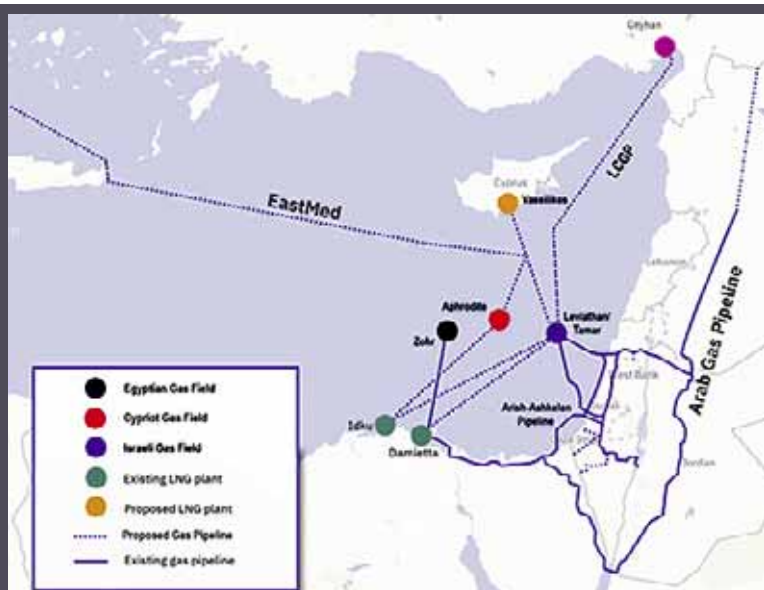 Ceyhan
LCGP
Cyprus
Vassilikos
EastMed
Lebanon
Aphrodite
Leviathan/
Tamar
Zohr
West Bank
Arab Gas Pipeline
Arish-Ashkelon
Pipeline
Idku
Damietta
Jordan
Egyptian Gas Field
Cypriot Gas Field
Israeli Gas Field
Existing LNG plant
Proposed LNG plant
Proposed Gas Pipeline
Existing gas pipeline